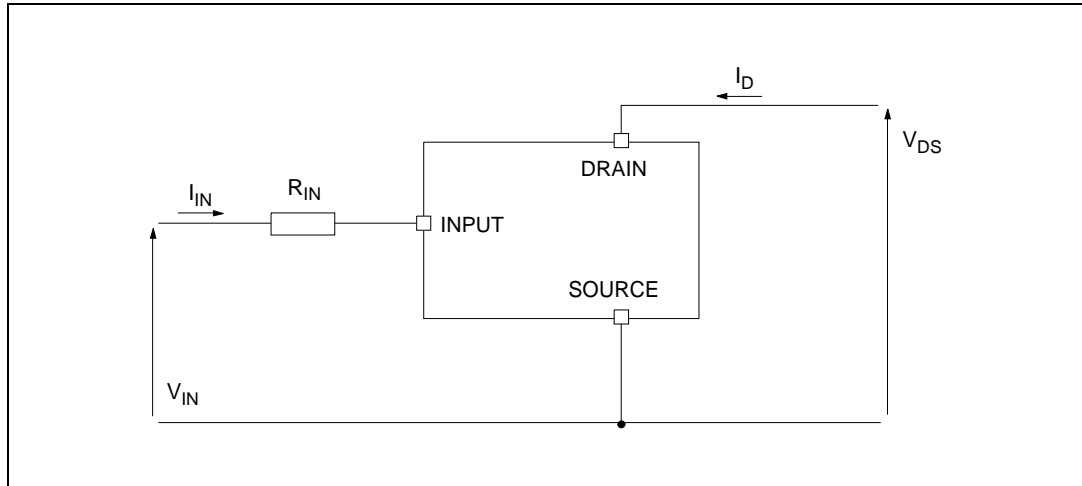 I_D
DRAIN
V_DS
I_IN
R_IN
INPUT
SOURCE
V_IN